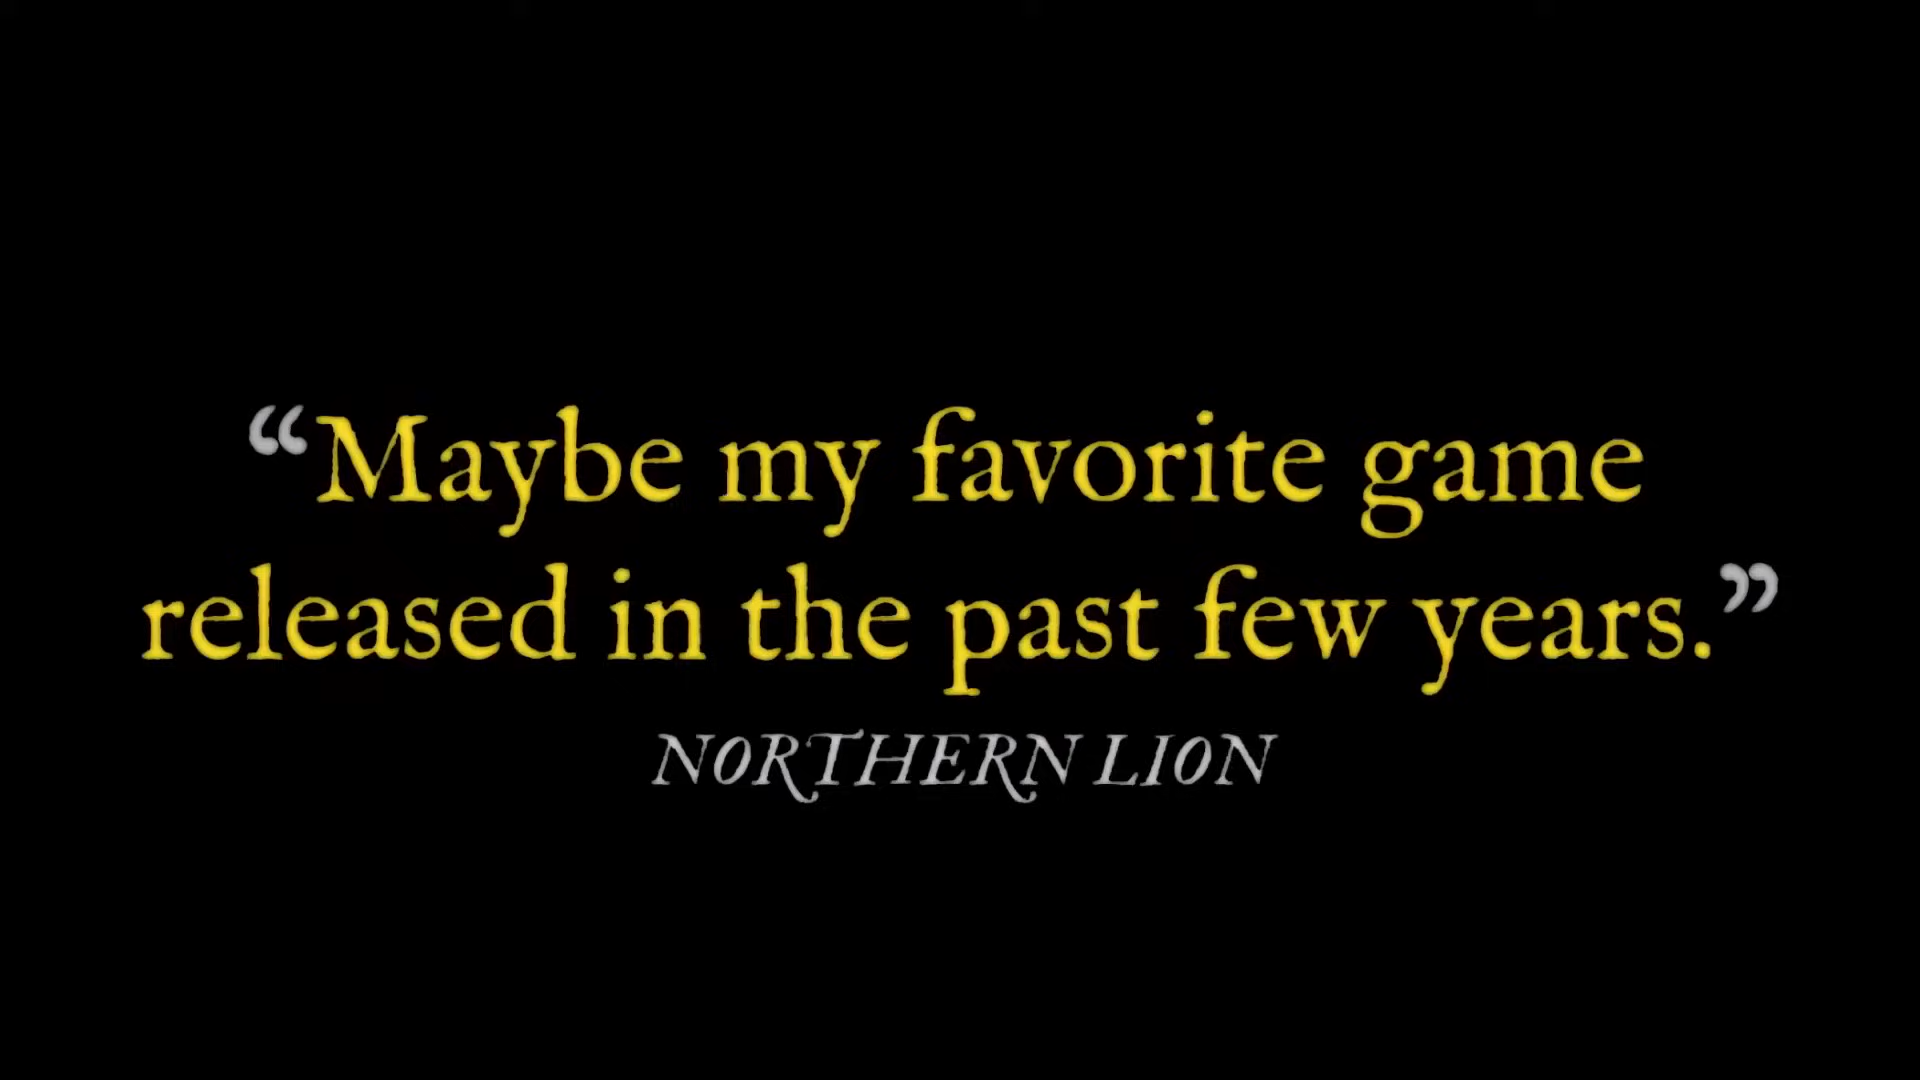 “Maybe my favorite game
released in the past few years.”
NORTHERN LION